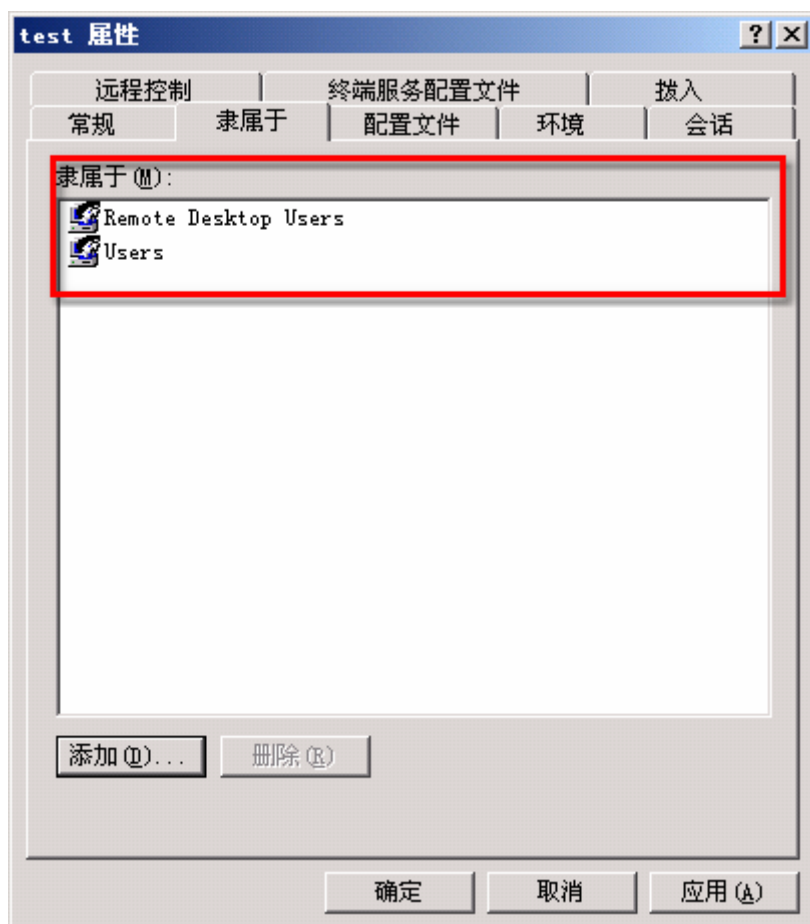 test 属性
远程控制 终端服务配置文件 拨入
常规 隶属于 配置文件 环境 会话
隶属于(M):
Remote Desktop Users
Users
添加(D)... 删除(R)
确定 取消 应用(A)